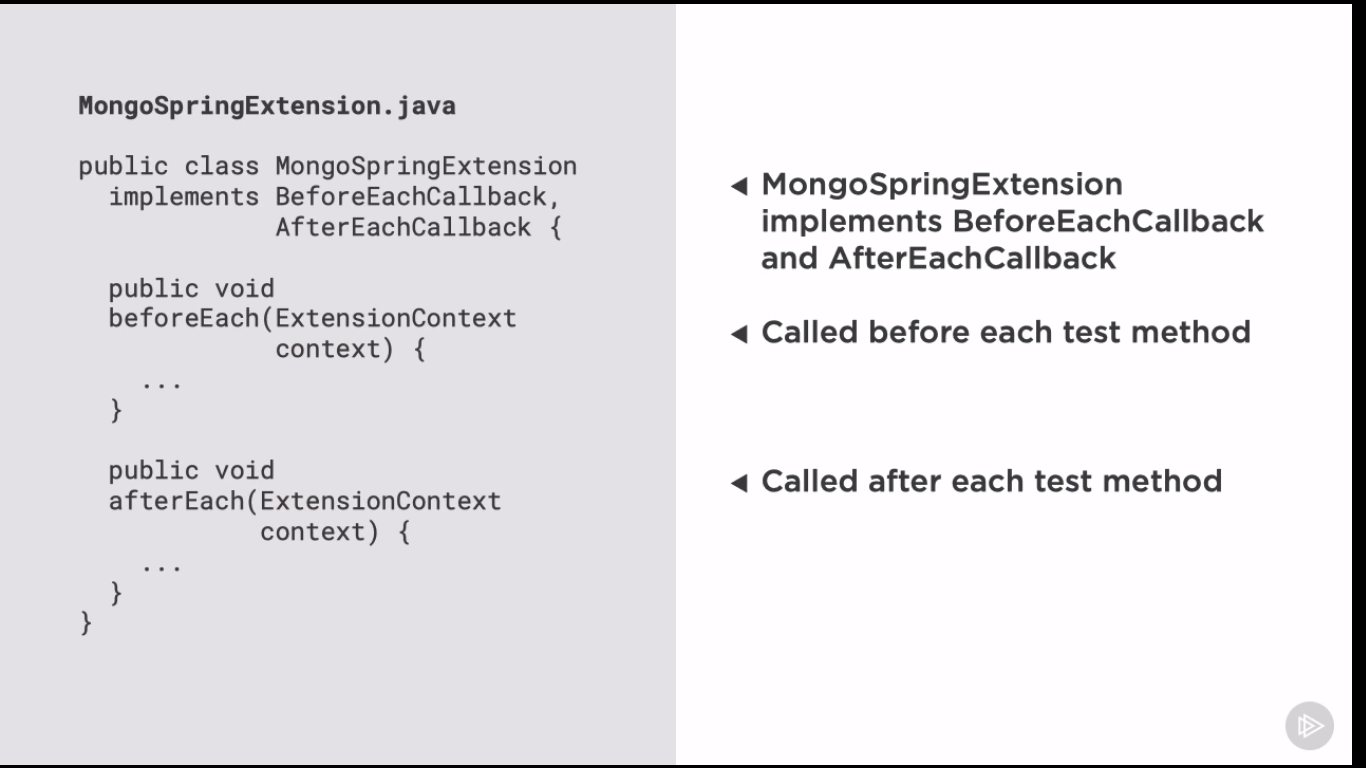 MongoSpringExtension.java
public class MongoSpringExtension
implements BeforeEachCallback,
AfterEachCallback {
public void
beforeEach(ExtensionContext
context) {
...
}
public void
afterEach(ExtensionContext
context) {
...
}
}
MongoSpringExtension
implements BeforeEachCallback
and AfterEachCallback
Called before each test method
Called after each test method